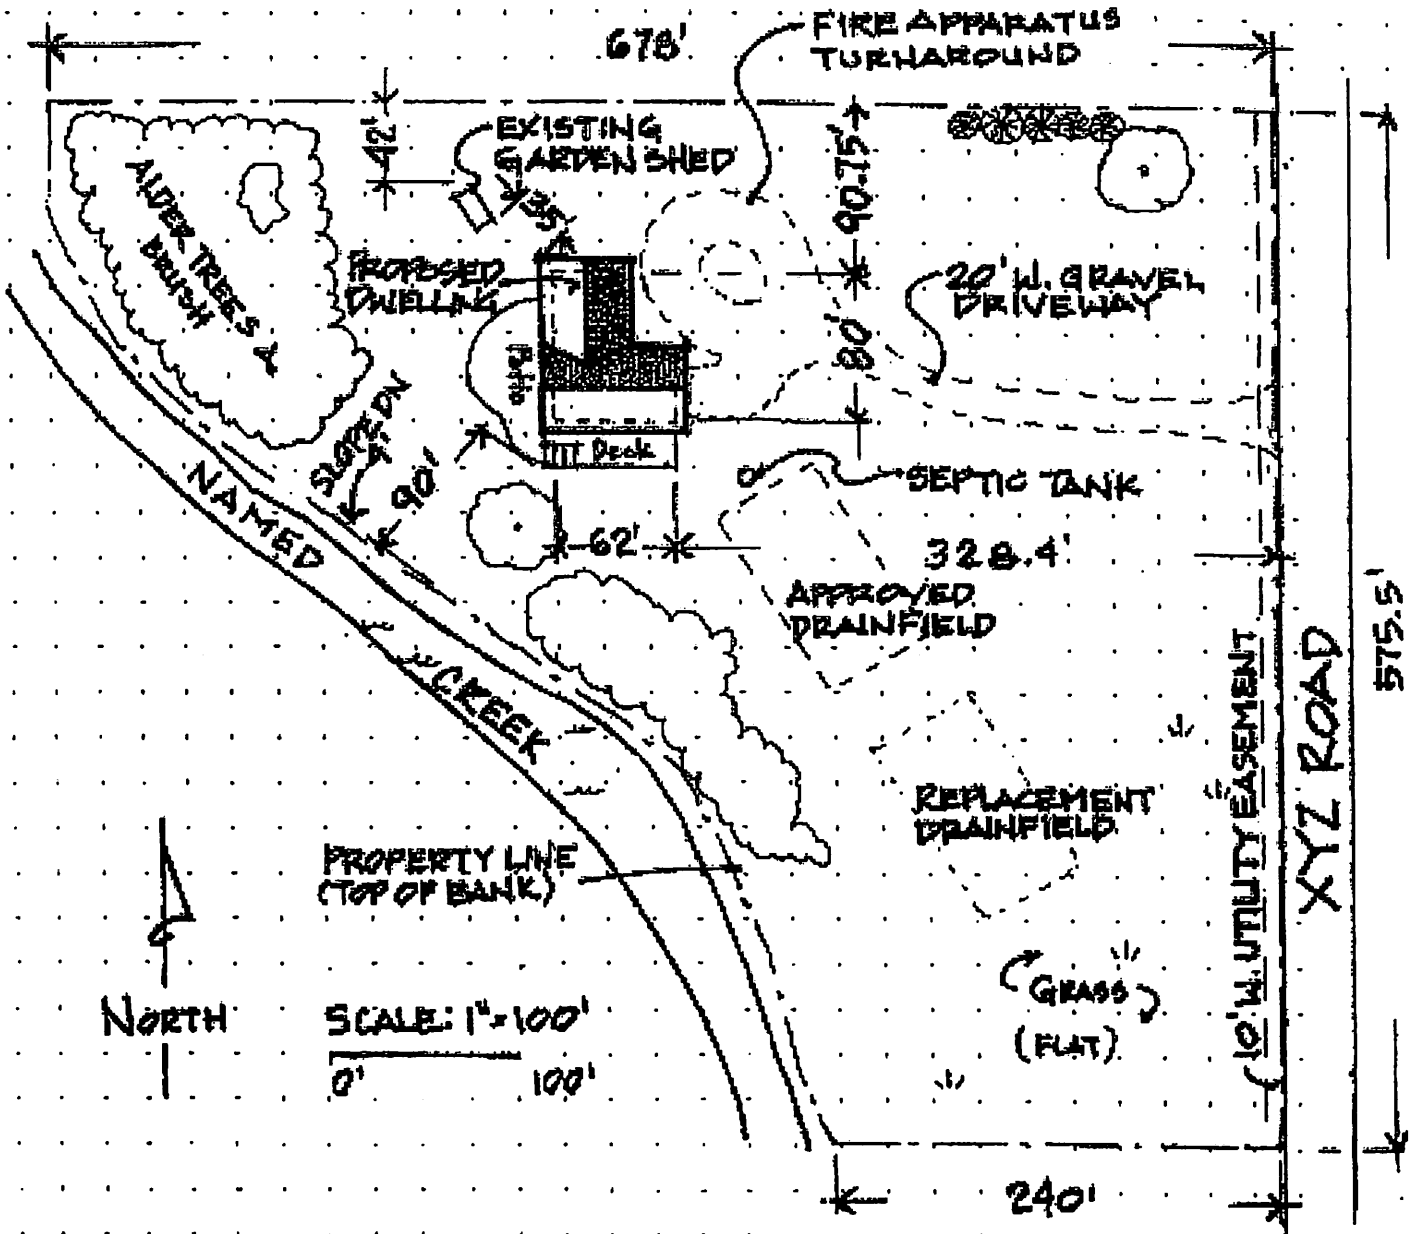 678'
FIRE APPARATUS
TURNAROUND
42'
EXISTING
GARDEN SHED
90.75'
35'
ALDER TREES &
BRUSH
PROPOSED
DWELLING
20' W. GRAVEL
DRIVEWAY
80'
Patio
SLOPE DN
90'
Deck
SEPTIC TANK
NAMED
CREEK
62'
328.4'
APPROVED
DRAINFIELD
575.5'
XYZ ROAD
10' W. UTILITY EASEMENT
REPLACEMENT
DRAINFIELD
PROPERTY LINE
(TOP OF BANK)
GRASS
(FLAT)
NORTH
SCALE: 1"=100'
0' 100'
240'